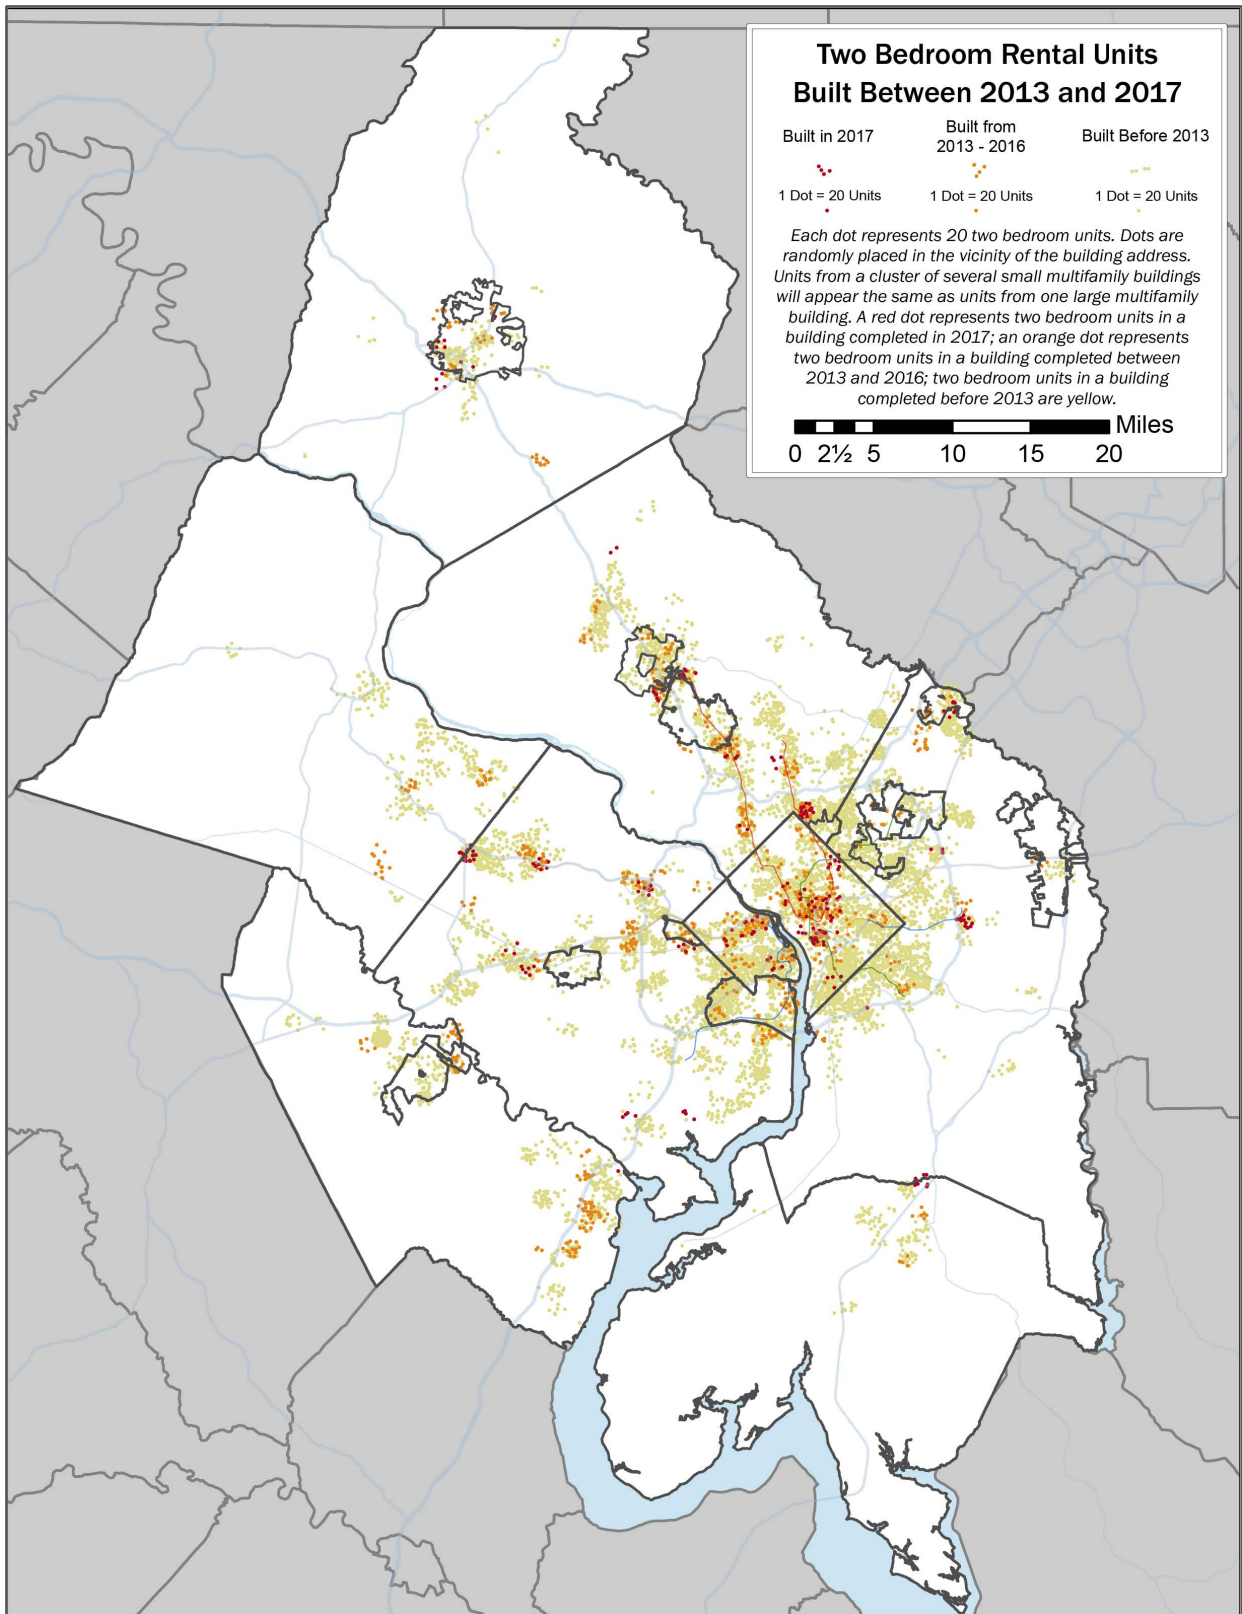 Two Bedroom Rental Units
Built Between 2013 and 2017
Built in 2017
Built from
2013 - 2016
Built Before 2013
1 Dot = 20 Units
1 Dot = 20 Units
1 Dot = 20 Units
Each dot represents 20 two bedroom units. Dots are
randomly placed in the vicinity of the building address.
Units from a cluster of several small multifamily buildings
will appear the same as units from one large multifamily
building. A red dot represents two bedroom units in a
building completed in 2017; an orange dot represents
two bedroom units in a building completed between
2013 and 2016; two bedroom units in a building
completed before 2013 are yellow.
Miles
0 2½ 5 10 15 20